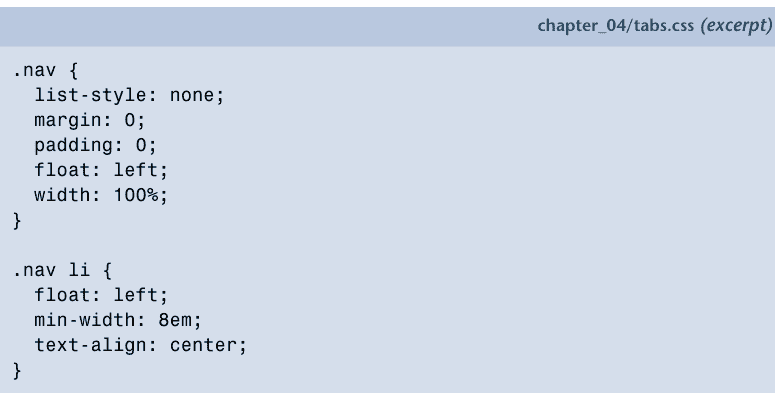 chapter_04/tabs.css (excerpt)
.nav {
  list-style: none;
  margin: 0;
  padding: 0;
  float: left;
  width: 100%;
}

.nav li {
  float: left;
  min-width: 8em;
  text-align: center;
}